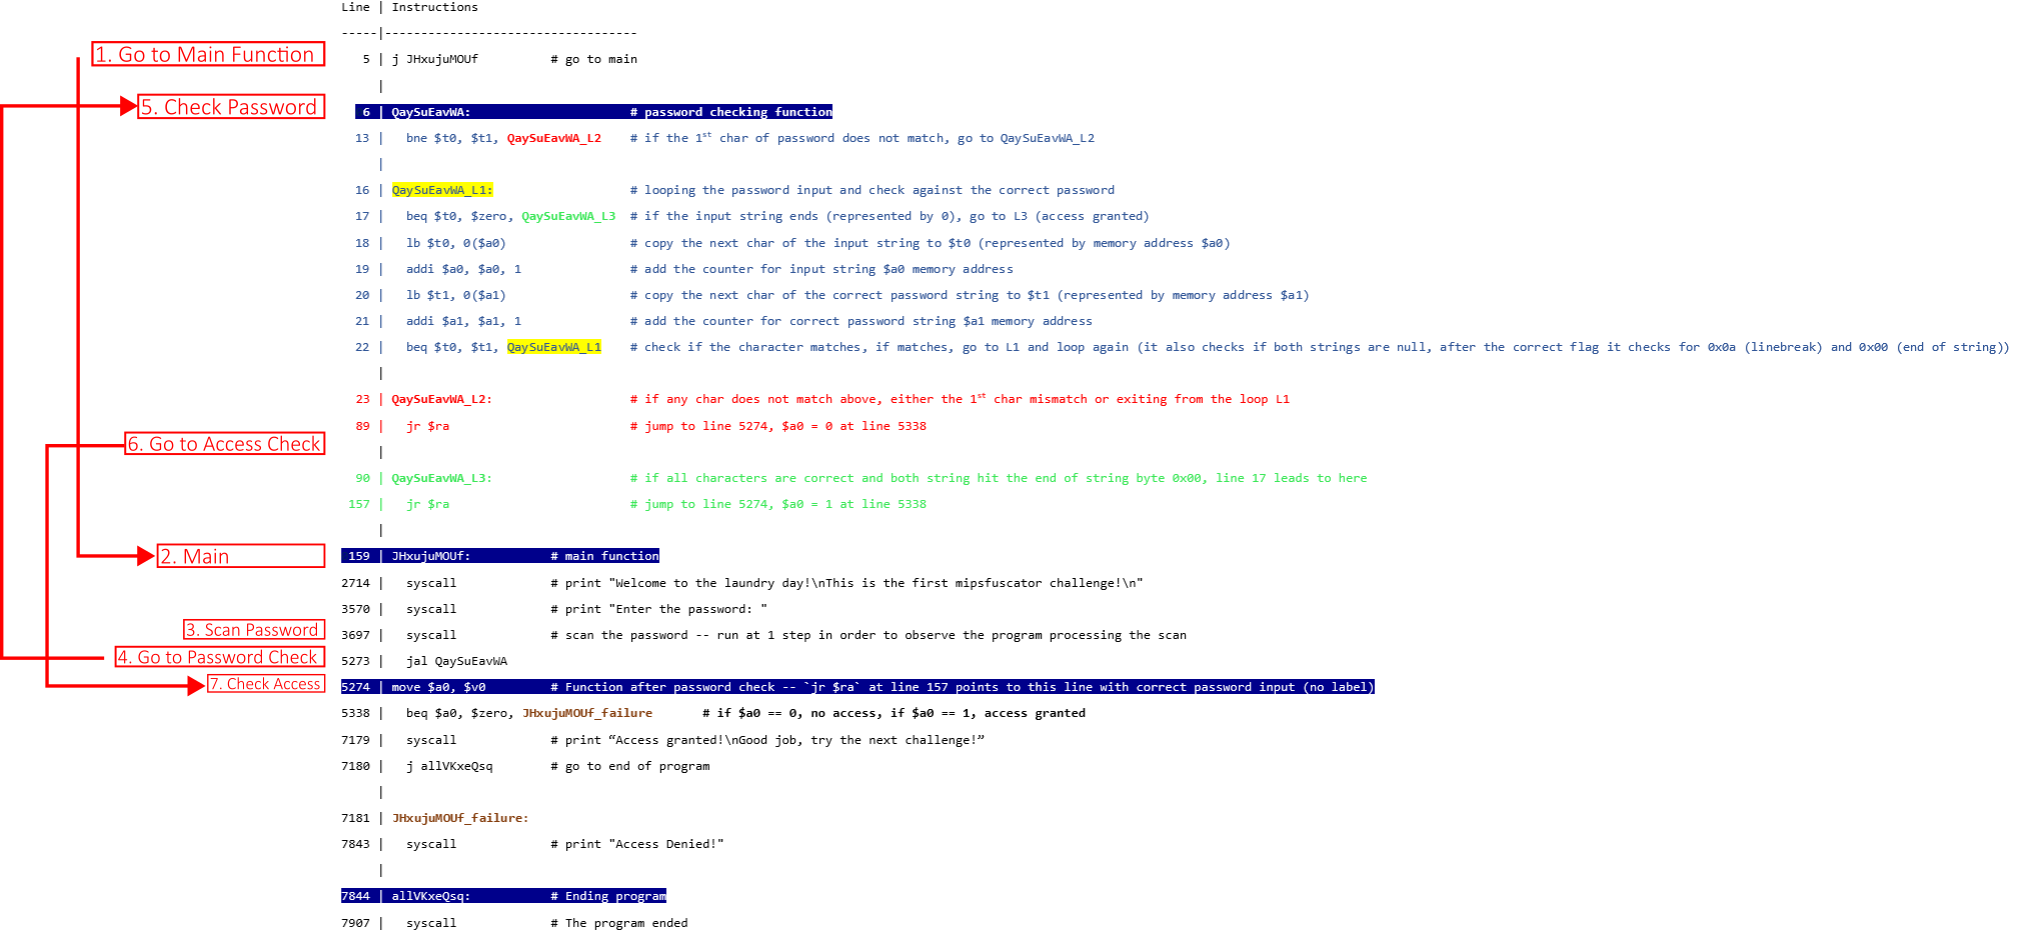 Line | Instructions
-----|-----------------------------------
1. Go to Main Function
5 | j JHxujuMOUf # go to main
|
5. Check Password
6 | QaySuEavWA: # password checking function
13 | bne $t0, $t1, QaySuEavWA_L2 # if the 1st char of password does not match, go to QaySuEavWA_L2
|
16 | QaySuEavWA_L1: # looping the password input and check against the correct password
17 | beq $t0, $zero, QaySuEavWA_L3 # if the input string ends (represented by 0), go to L3 (access granted)
18 | lb $t0, 0($a0) # copy the next char of the input string to $t0 (represented by memory address $a0)
19 | addi $a0, $a0, 1 # add the counter for input string $a0 memory address
20 | lb $t1, 0($a1) # copy the next char of the correct password string to $t1 (represented by memory address $a1)
21 | addi $a1, $a1, 1 # add the counter for correct password string $a1 memory address
22 | beq $t0, $t1, QaySuEavWA_L1 # check if the character matches, if matches, go to L1 and loop again (it also checks if both strings are null, after the correct flag it checks for 0x0a (linebreak) and 0x00 (end of string))
|
23 | QaySuEavWA_L2: # if any char does not match above, either the 1st char mismatch or exiting from the loop L1
89 | jr $ra # jump to line 5274, $a0 = 0 at line 5338
6. Go to Access Check
|
90 | QaySuEavWA_L3: # if all characters are correct and both string hit the end of string byte 0x00, line 17 leads to here
157 | jr $ra # jump to line 5274, $a0 = 1 at line 5338
|
2. Main
159 | JHxujuMOUf: # main function
2714 | syscall # print "Welcome to the laundry day!\nThis is the first mipsfuscator challenge!\n"
3570 | syscall # print "Enter the password: "
3. Scan Password
3697 | syscall # scan the password -- run at 1 step in order to observe the program processing the scan
4. Go to Password Check
5273 | jal QaySuEavWA
7. Check Access
5274 | move $a0, $v0 # Function after password check -- `jr $ra` at line 157 points to this line with correct password input (no label)
5338 | beq $a0, $zero, JHxujuMOUf_failure # if $a0 == 0, no access, if $a0 == 1, access granted
7179 | syscall # print “Access granted!\nGood job, try the next challenge!”
7180 | j allVKxeQsq # go to end of program
|
7181 | JHxujuMOUf_failure:
7843 | syscall # print "Access Denied!"
|
7844 | allVKxeQsq: # Ending program
7907 | syscall # The program ended